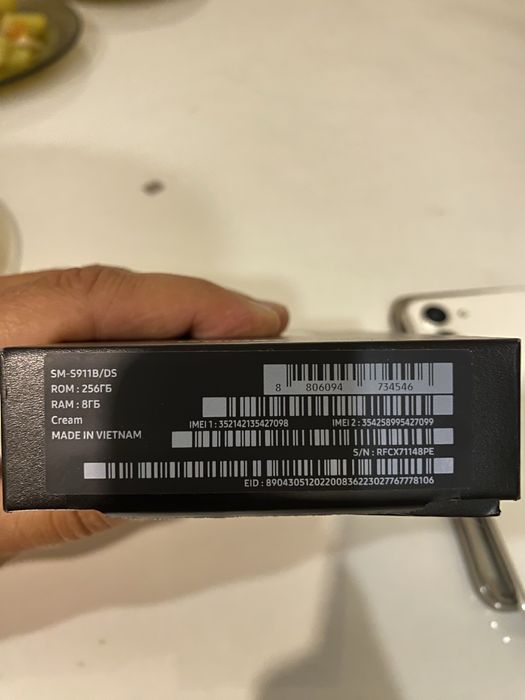 SM-S911B/DS
ROM : 256ГБ
RAM : 8ГБ
Cream
MADE IN VIETNAM
8 806094 734546
IMEI 1 : 352142135427098 IMEI 2 : 354258995427099
S/N : RFCX71148PE
EID : 89043051202200836223027767778106